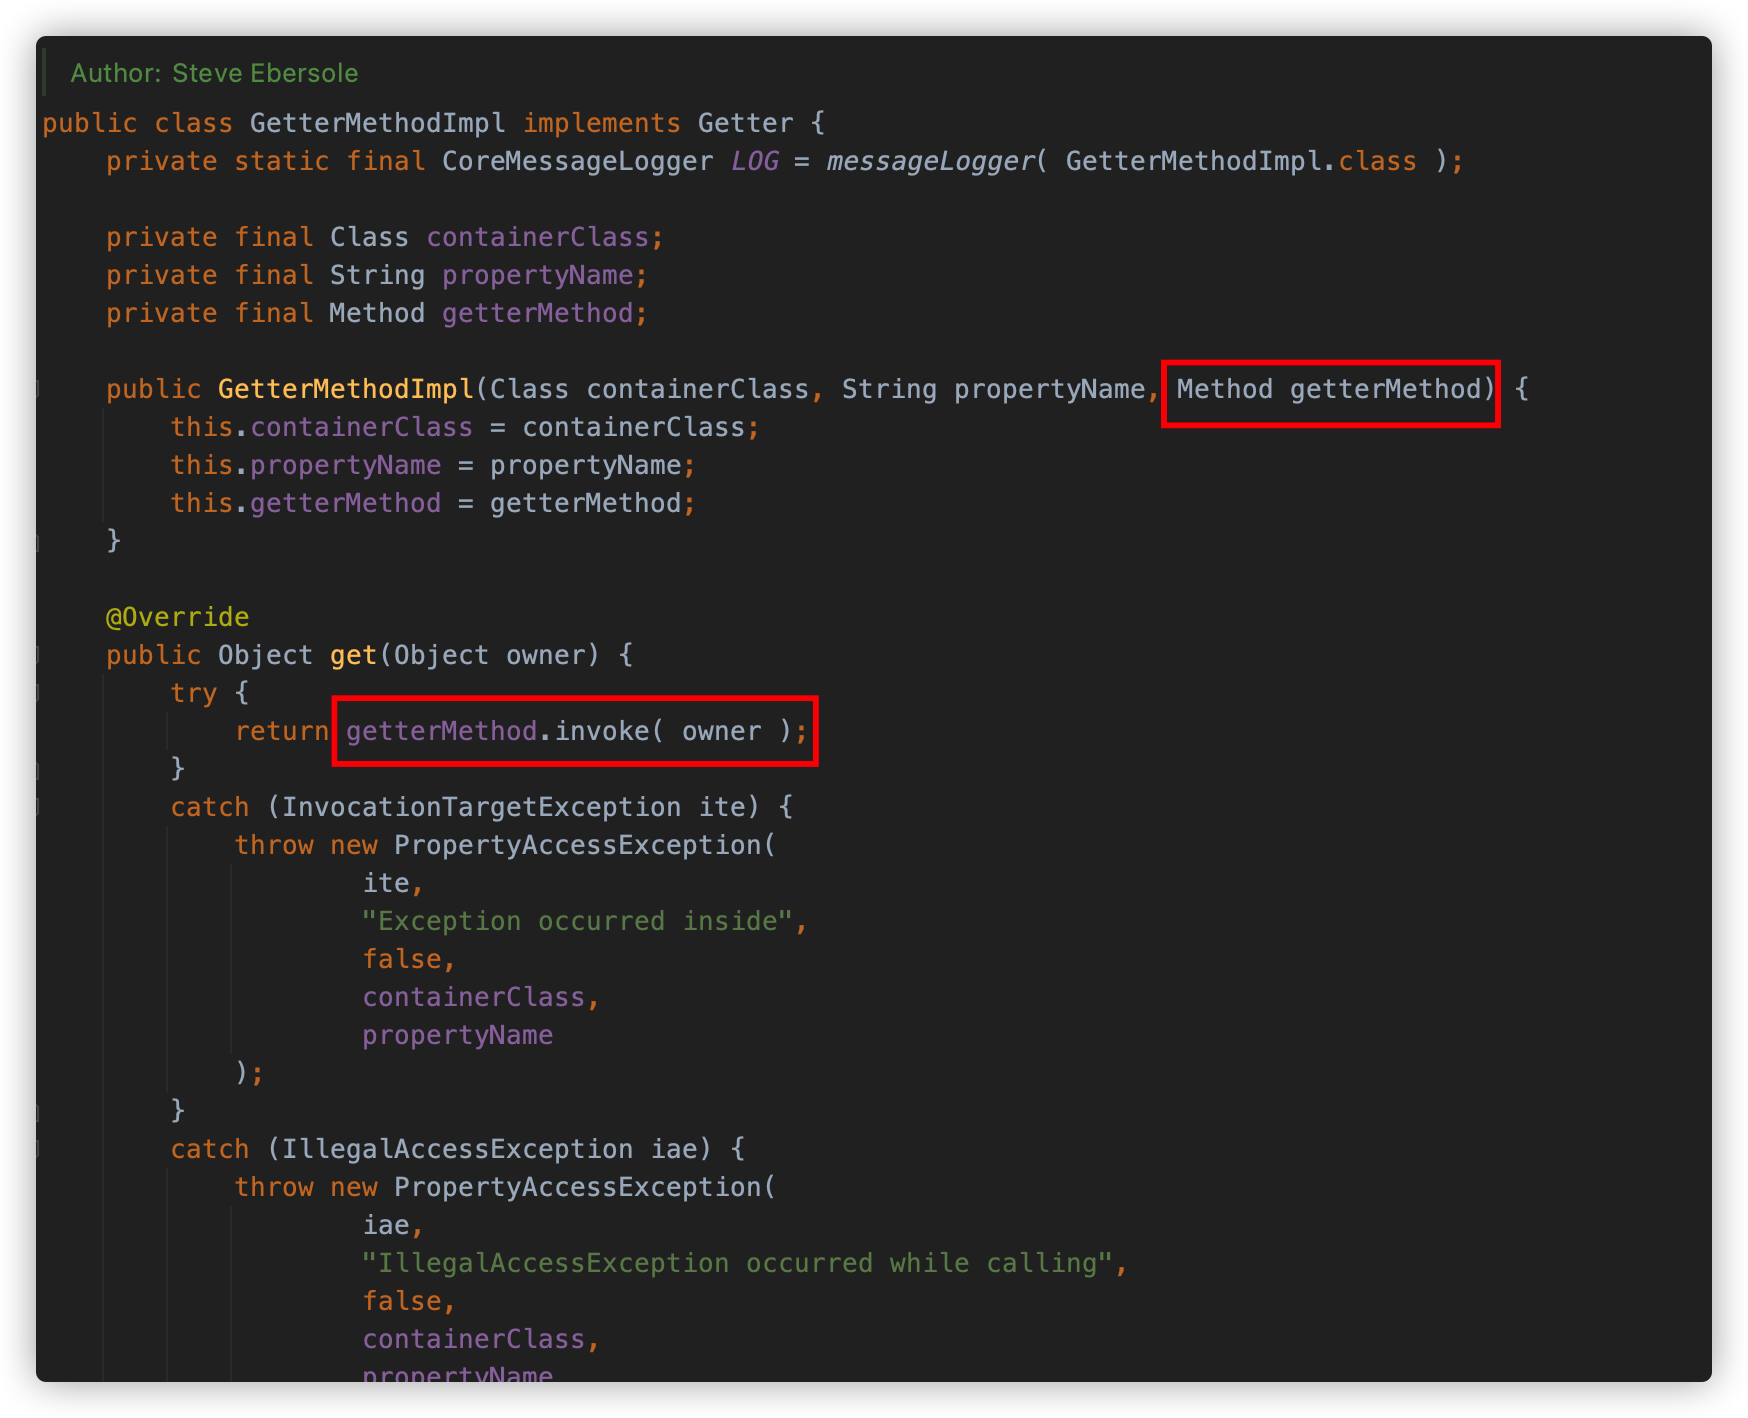 Author: Steve Ebersole
public class GetterMethodImpl implements Getter {
    private static final CoreMessageLogger LOG = messageLogger( GetterMethodImpl.class );

    private final Class containerClass;
    private final String propertyName;
    private final Method getterMethod;

    public GetterMethodImpl(Class containerClass, String propertyName, Method getterMethod) {
        this.containerClass = containerClass;
        this.propertyName = propertyName;
        this.getterMethod = getterMethod;
    }

    @Override
    public Object get(Object owner) {
        try {
            return getterMethod.invoke( owner );
        }
        catch (InvocationTargetException ite) {
            throw new PropertyAccessException(
                    ite,
                    "Exception occurred inside",
                    false,
                    containerClass,
                    propertyName
            );
        }
        catch (IllegalAccessException iae) {
            throw new PropertyAccessException(
                    iae,
                    "IllegalAccessException occurred while calling",
                    false,
                    containerClass,
                    propertyName